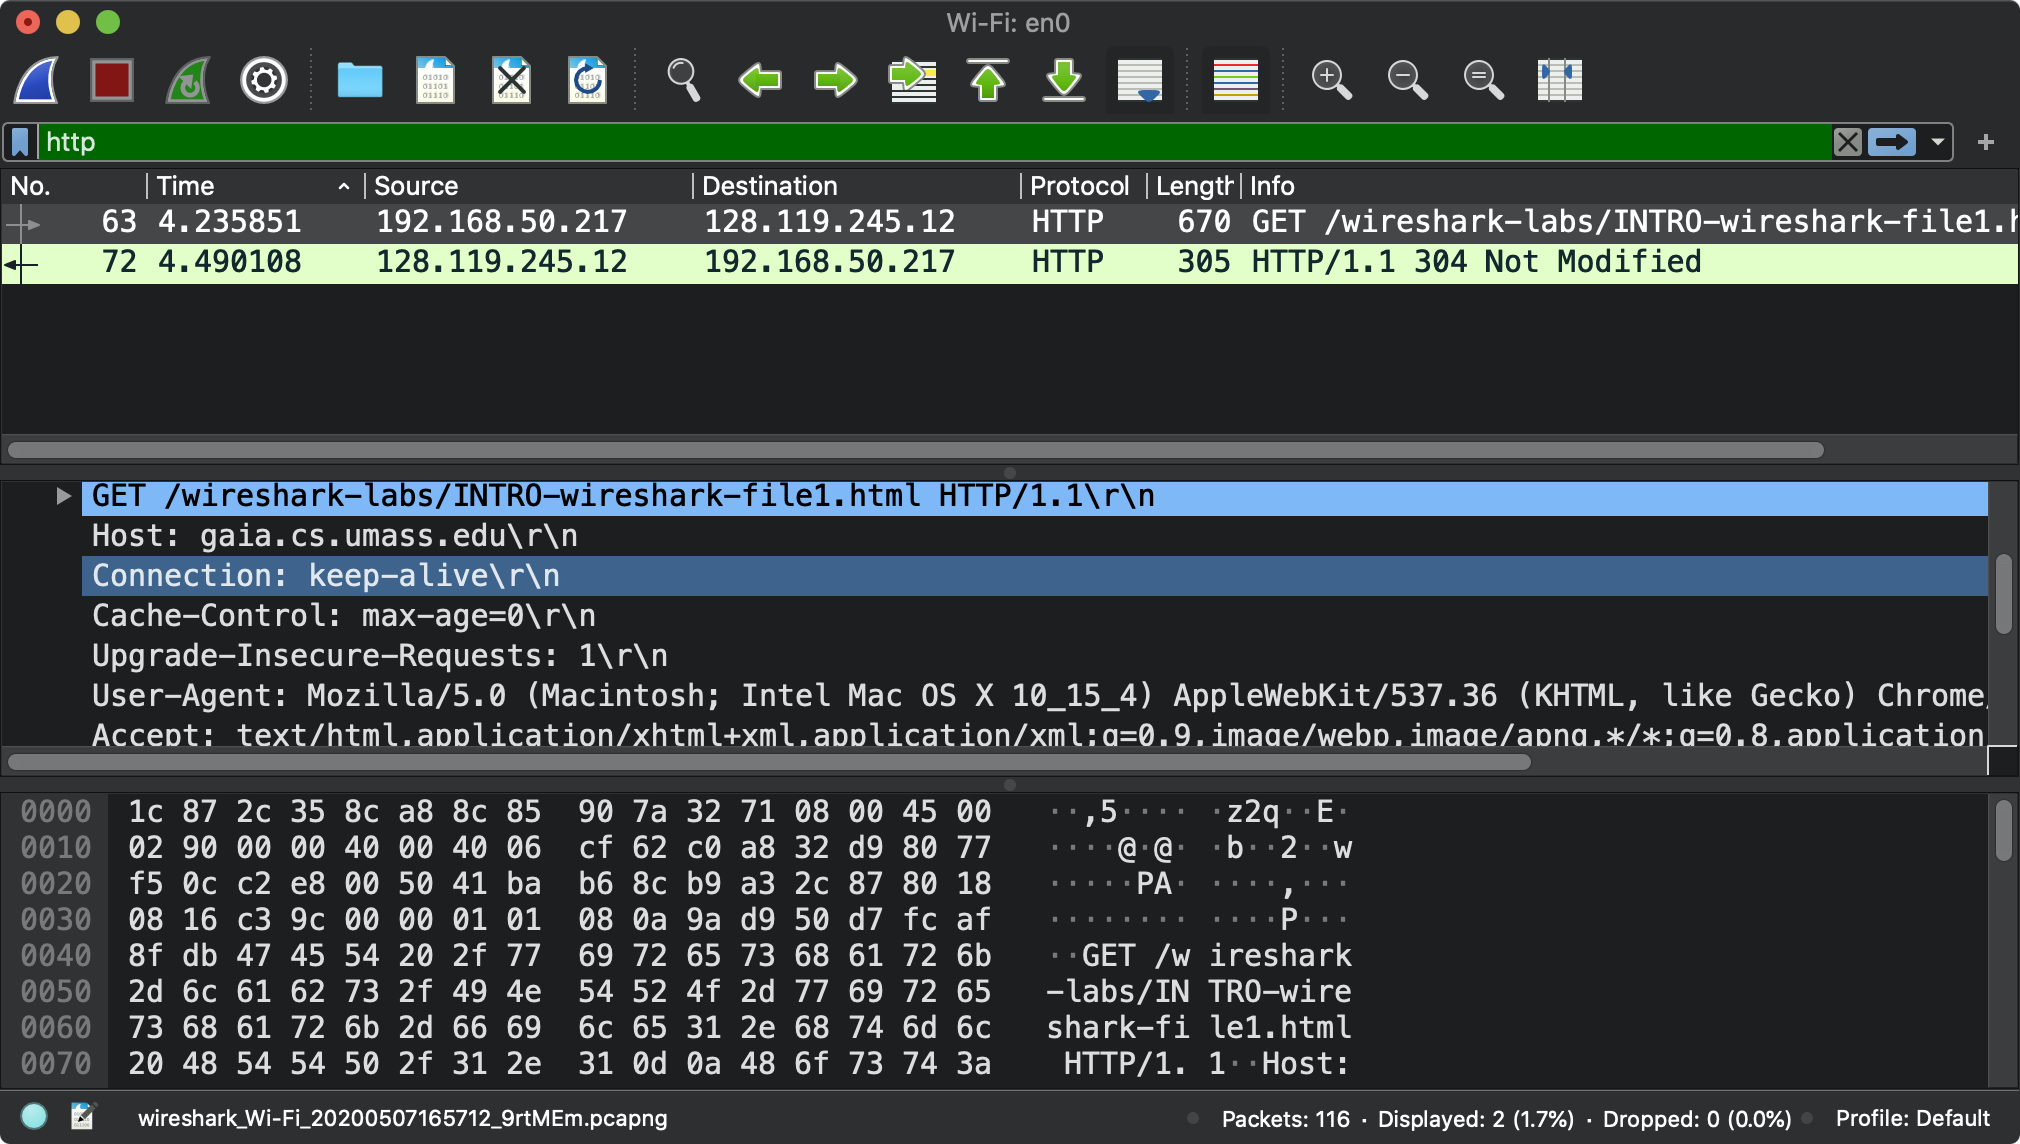 Wi-Fi: en0
http
No. Time Source Destination Protocol Length Info
63 4.235851 192.168.50.217 128.119.245.12 HTTP 670 GET /wireshark-labs/INTRO-wireshark-file1.h
72 4.490108 128.119.245.12 192.168.50.217 HTTP 305 HTTP/1.1 304 Not Modified
GET /wireshark-labs/INTRO-wireshark-file1.html HTTP/1.1\r\n
Host: gaia.cs.umass.edu\r\n
Connection: keep-alive\r\n
Cache-Control: max-age=0\r\n
Upgrade-Insecure-Requests: 1\r\n
User-Agent: Mozilla/5.0 (Macintosh; Intel Mac OS X 10_15_4) AppleWebKit/537.36 (KHTML, like Gecko) Chrome/
Accept: text/html,application/xhtml+xml,application/xml;q=0.9,image/webp,image/apng,*/*;q=0.8,application
0000 1c 87 2c 35 8c a8 8c 85 90 7a 32 71 08 00 45 00 ··,5···· ·z2q··E·
0010 02 90 00 00 40 00 40 06 cf 62 c0 a8 32 d9 80 77 ····@·@· ·b··2··w
0020 f5 0c c2 e8 00 50 41 ba b6 8c b9 a3 2c 87 80 18 ·····PA· ····,···
0030 08 16 c3 9c 00 00 01 01 08 0a 9a d9 50 d7 fc af ········ ····P···
0040 8f db 47 45 54 20 2f 77 69 72 65 73 68 61 72 6b ··GET /w ireshark
0050 2d 6c 61 62 73 2f 49 4e 54 52 4f 2d 77 69 72 65 -labs/IN TRO-wire
0060 73 68 61 72 6b 2d 66 69 6c 65 31 2e 68 74 6d 6c shark-fi le1.html
0070 20 48 54 54 50 2f 31 2e 31 0d 0a 48 6f 73 74 3a HTTP/1. 1··Host:
wireshark_Wi-Fi_20200507165712_9rtMEm.pcapng Packets: 116 · Displayed: 2 (1.7%) · Dropped: 0 (0.0%) Profile: Default